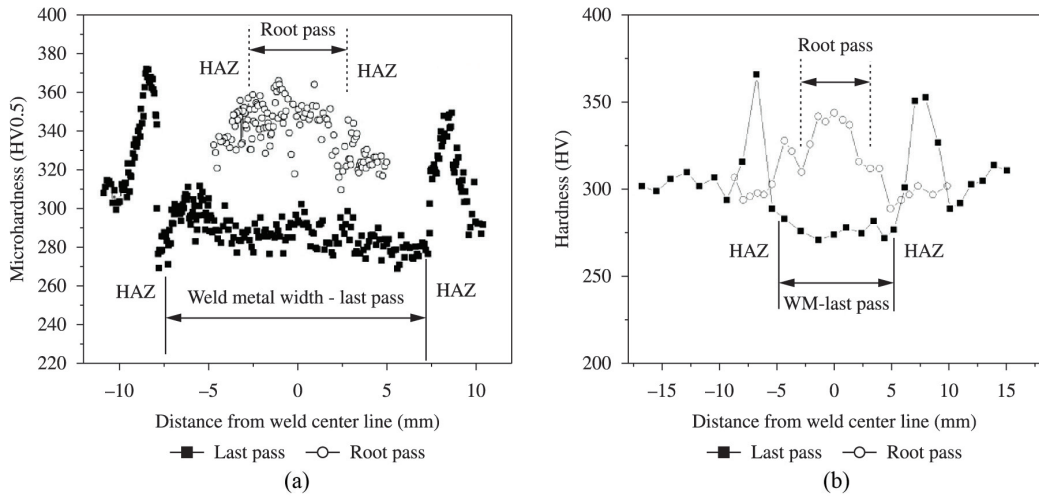 400
380
360
340
320
300
280
260
240
220
Microhardness (HV0.5)
Root pass
HAZ
HAZ
HAZ
HAZ
Weld metal width - last pass
–10
–5
0
5
10
Distance from weld center line (mm)
Last pass
Root pass
(a)
400
350
300
250
200
Hardness (HV)
Root pass
HAZ
HAZ
WM-last pass
–15
–10
–5
0
5
10
15
Distance from weld center line (mm)
Last pass
Root pass
(b)